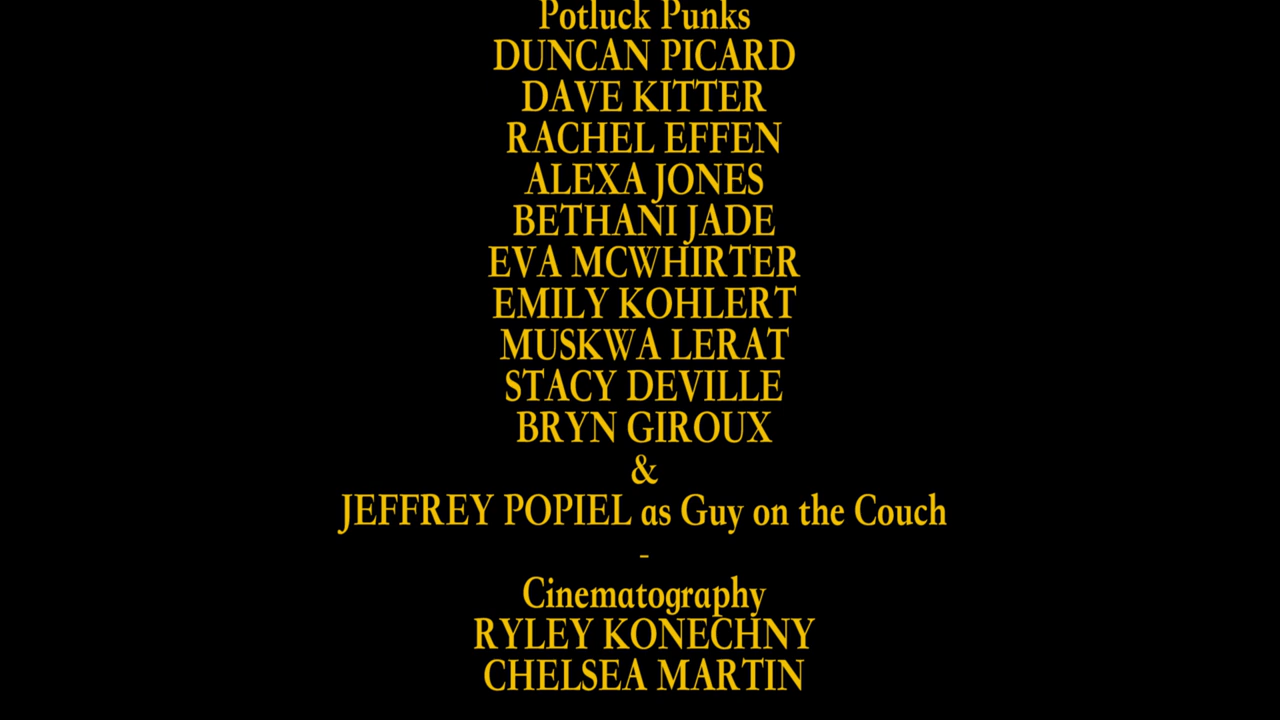 Potluck Punks
DUNCAN PICARD
DAVE KITTER
RACHEL EFFEN
ALEXA JONES
BETHANI JADE
EVA MCWHIRTER
EMILY KOHLERT
MUSKWA LERAT
STACY DEVILLE
BRYN GIROUX
&
JEFFREY POPIEL as Guy on the Couch
-
Cinematography
RYLEY KONECHNY
CHELSEA MARTIN